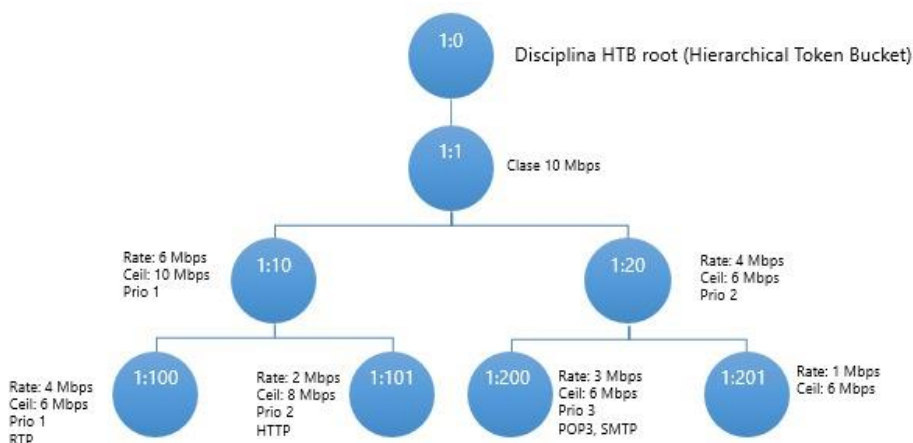 1:0
Disciplina HTB root (Hierarchical Token Bucket)
1:1
Clase 10 Mbps
Rate: 6 Mbps
Ceil: 10 Mbps
Prio 1
1:10
1:20
Rate: 4 Mbps
Ceil: 6 Mbps
Prio 2
Rate: 4 Mbps
Ceil: 6 Mbps
Prio 1
RTP
1:100
Rate: 2 Mbps
Ceil: 8 Mbps
Prio 2
HTTP
1:101
1:200
Rate: 3 Mbps
Ceil: 6 Mbps
Prio 3
POP3, SMTP
1:201
Rate: 1 Mbps
Ceil: 6 Mbps